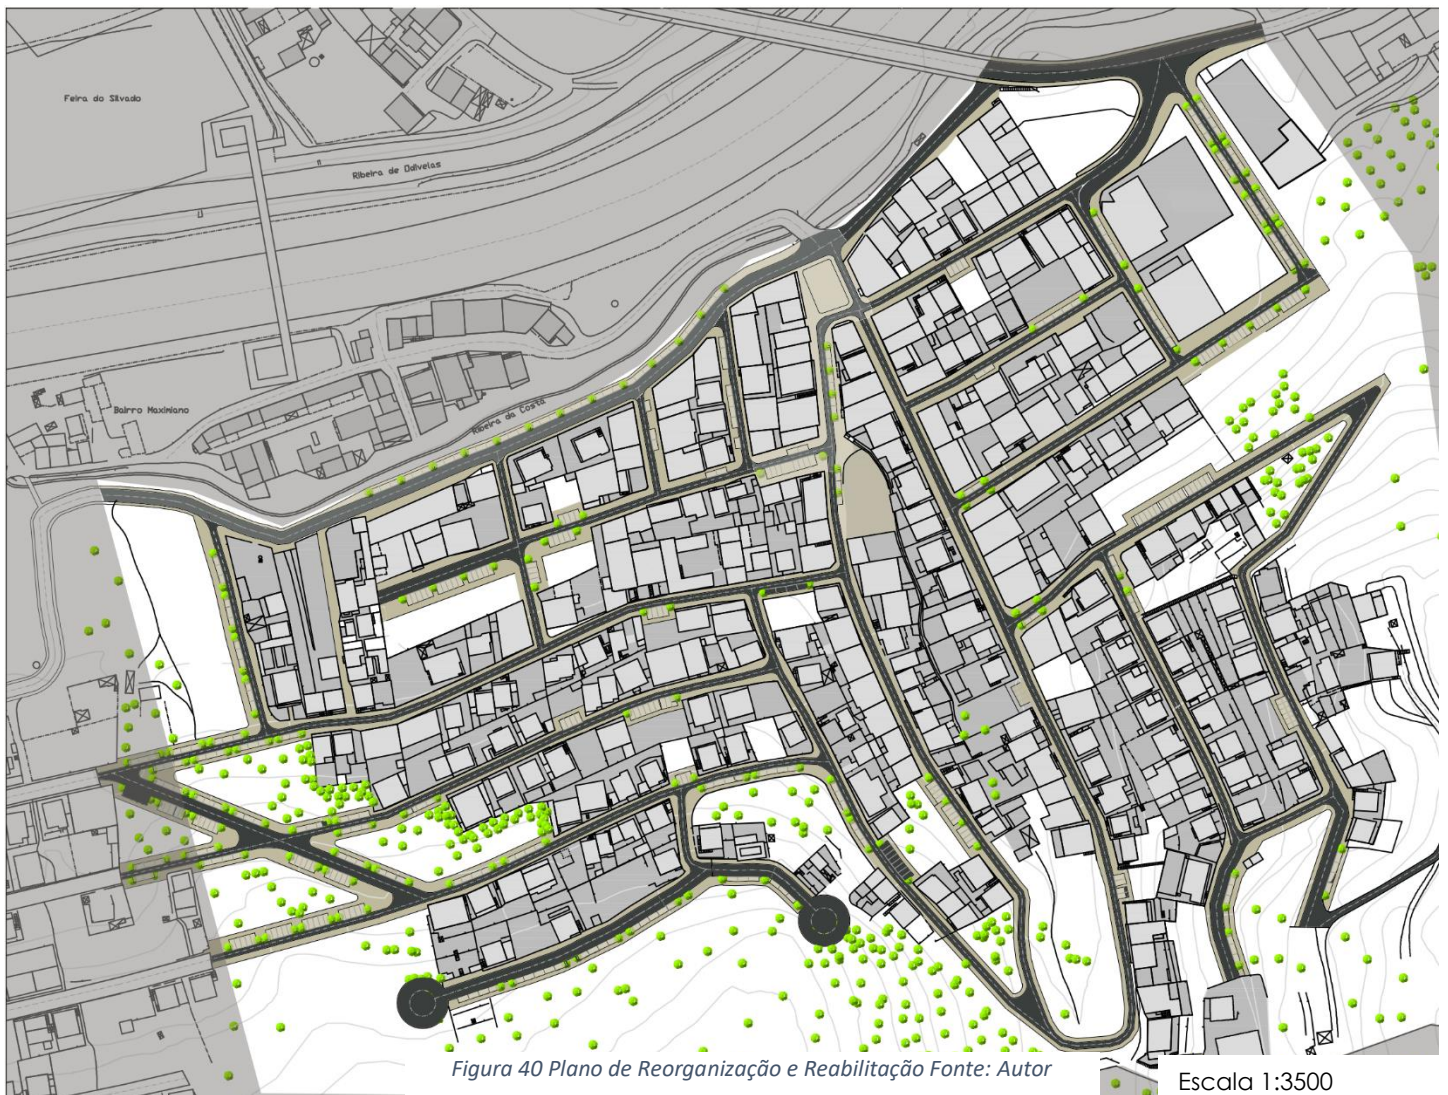 Feira do Silvado
Ribeira de Odivelas
Bairro Maximiano
Ribeira da Costa
Figura 40 Plano de Reorganização e Reabilitação Fonte: Autor
Escala 1:3500